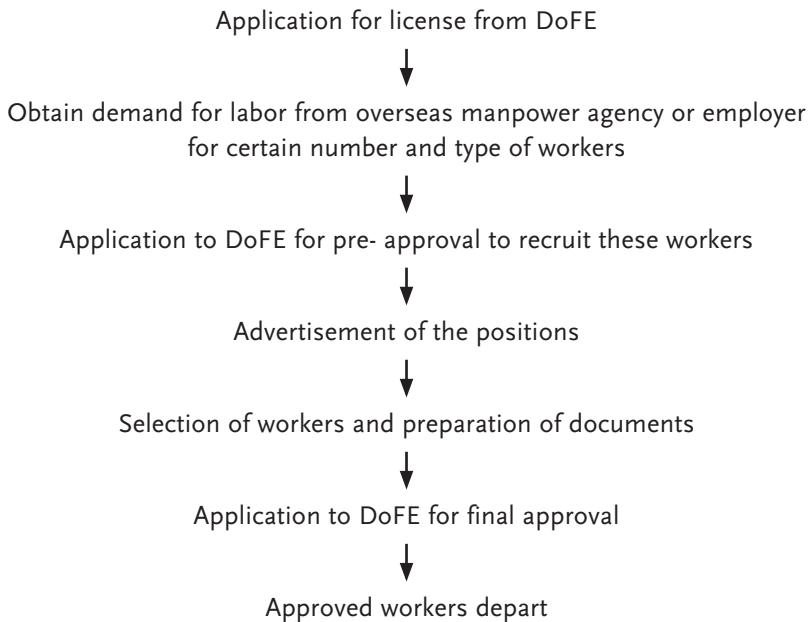 Application for license from DoFE
Obtain demand for labor from overseas manpower agency or employer
for certain number and type of workers
Application to DoFE for pre- approval to recruit these workers
Advertisement of the positions
Selection of workers and preparation of documents
Application to DoFE for final approval
Approved workers depart